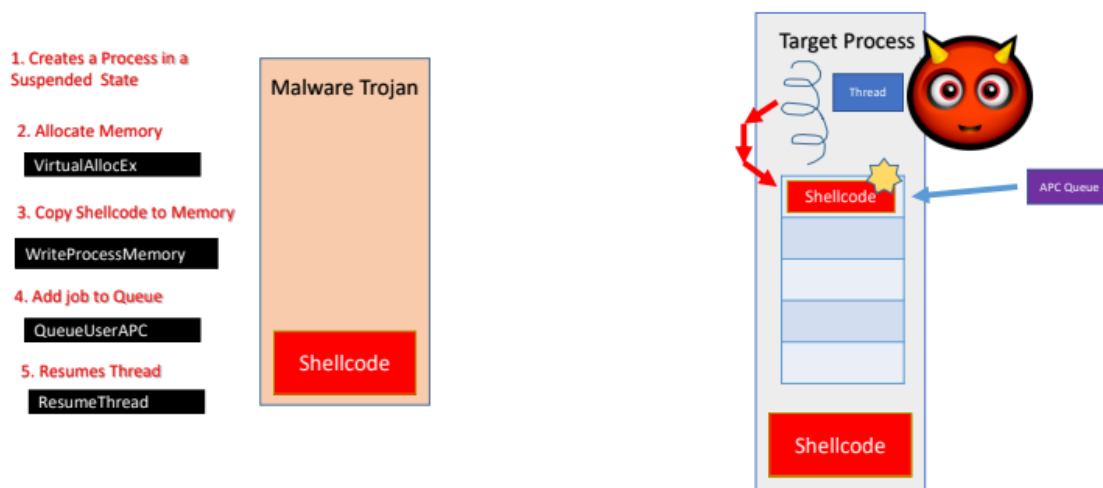 1. Creates a Process in a
Suspended State
2. Allocate Memory
VirtualAllocEx
3. Copy Shellcode to Memory
WriteProcessMemory
4. Add job to Queue
QueueUserAPC
5. Resumes Thread
ResumeThread
Malware Trojan
Shellcode
Target Process
Thread
Shellcode
APC Queue
Shellcode